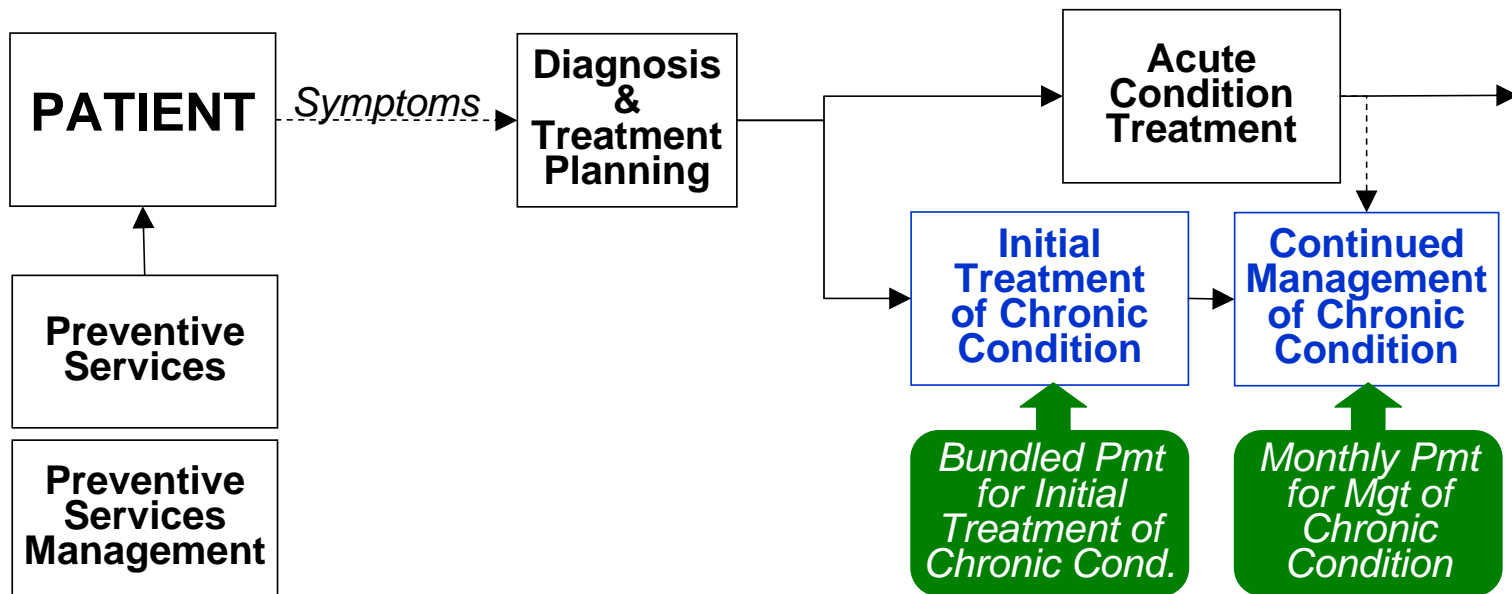 PATIENT
Symptoms
Diagnosis
&
Treatment
Planning
Acute
Condition
Treatment
Preventive
Services
Initial
Treatment
of Chronic
Condition
Continued
Management
of Chronic
Condition
Preventive
Services
Management
Bundled Pmt
for Initial
Treatment of
Chronic Cond.
Monthly Pmt
for Mgt of
Chronic
Condition